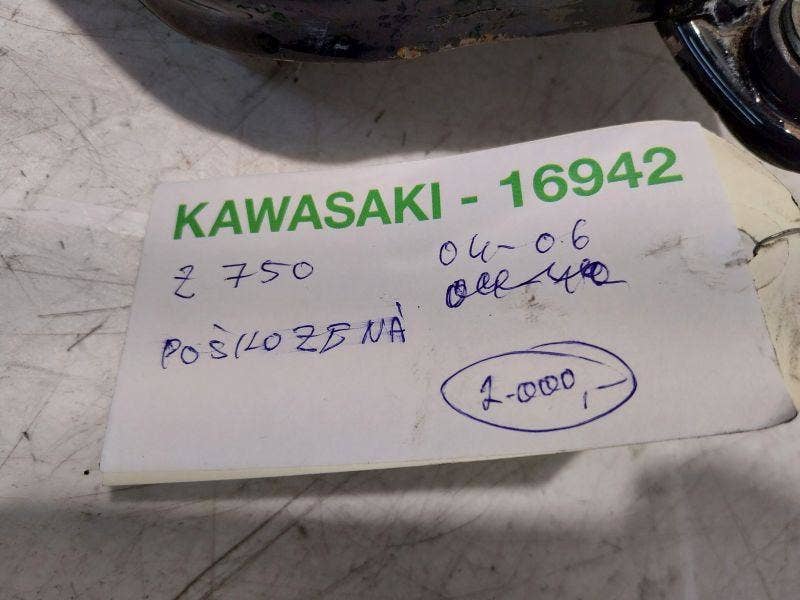 KAWASAKI - 16942
Z 750 04-06
POŠKOZENÁ
2.000,-